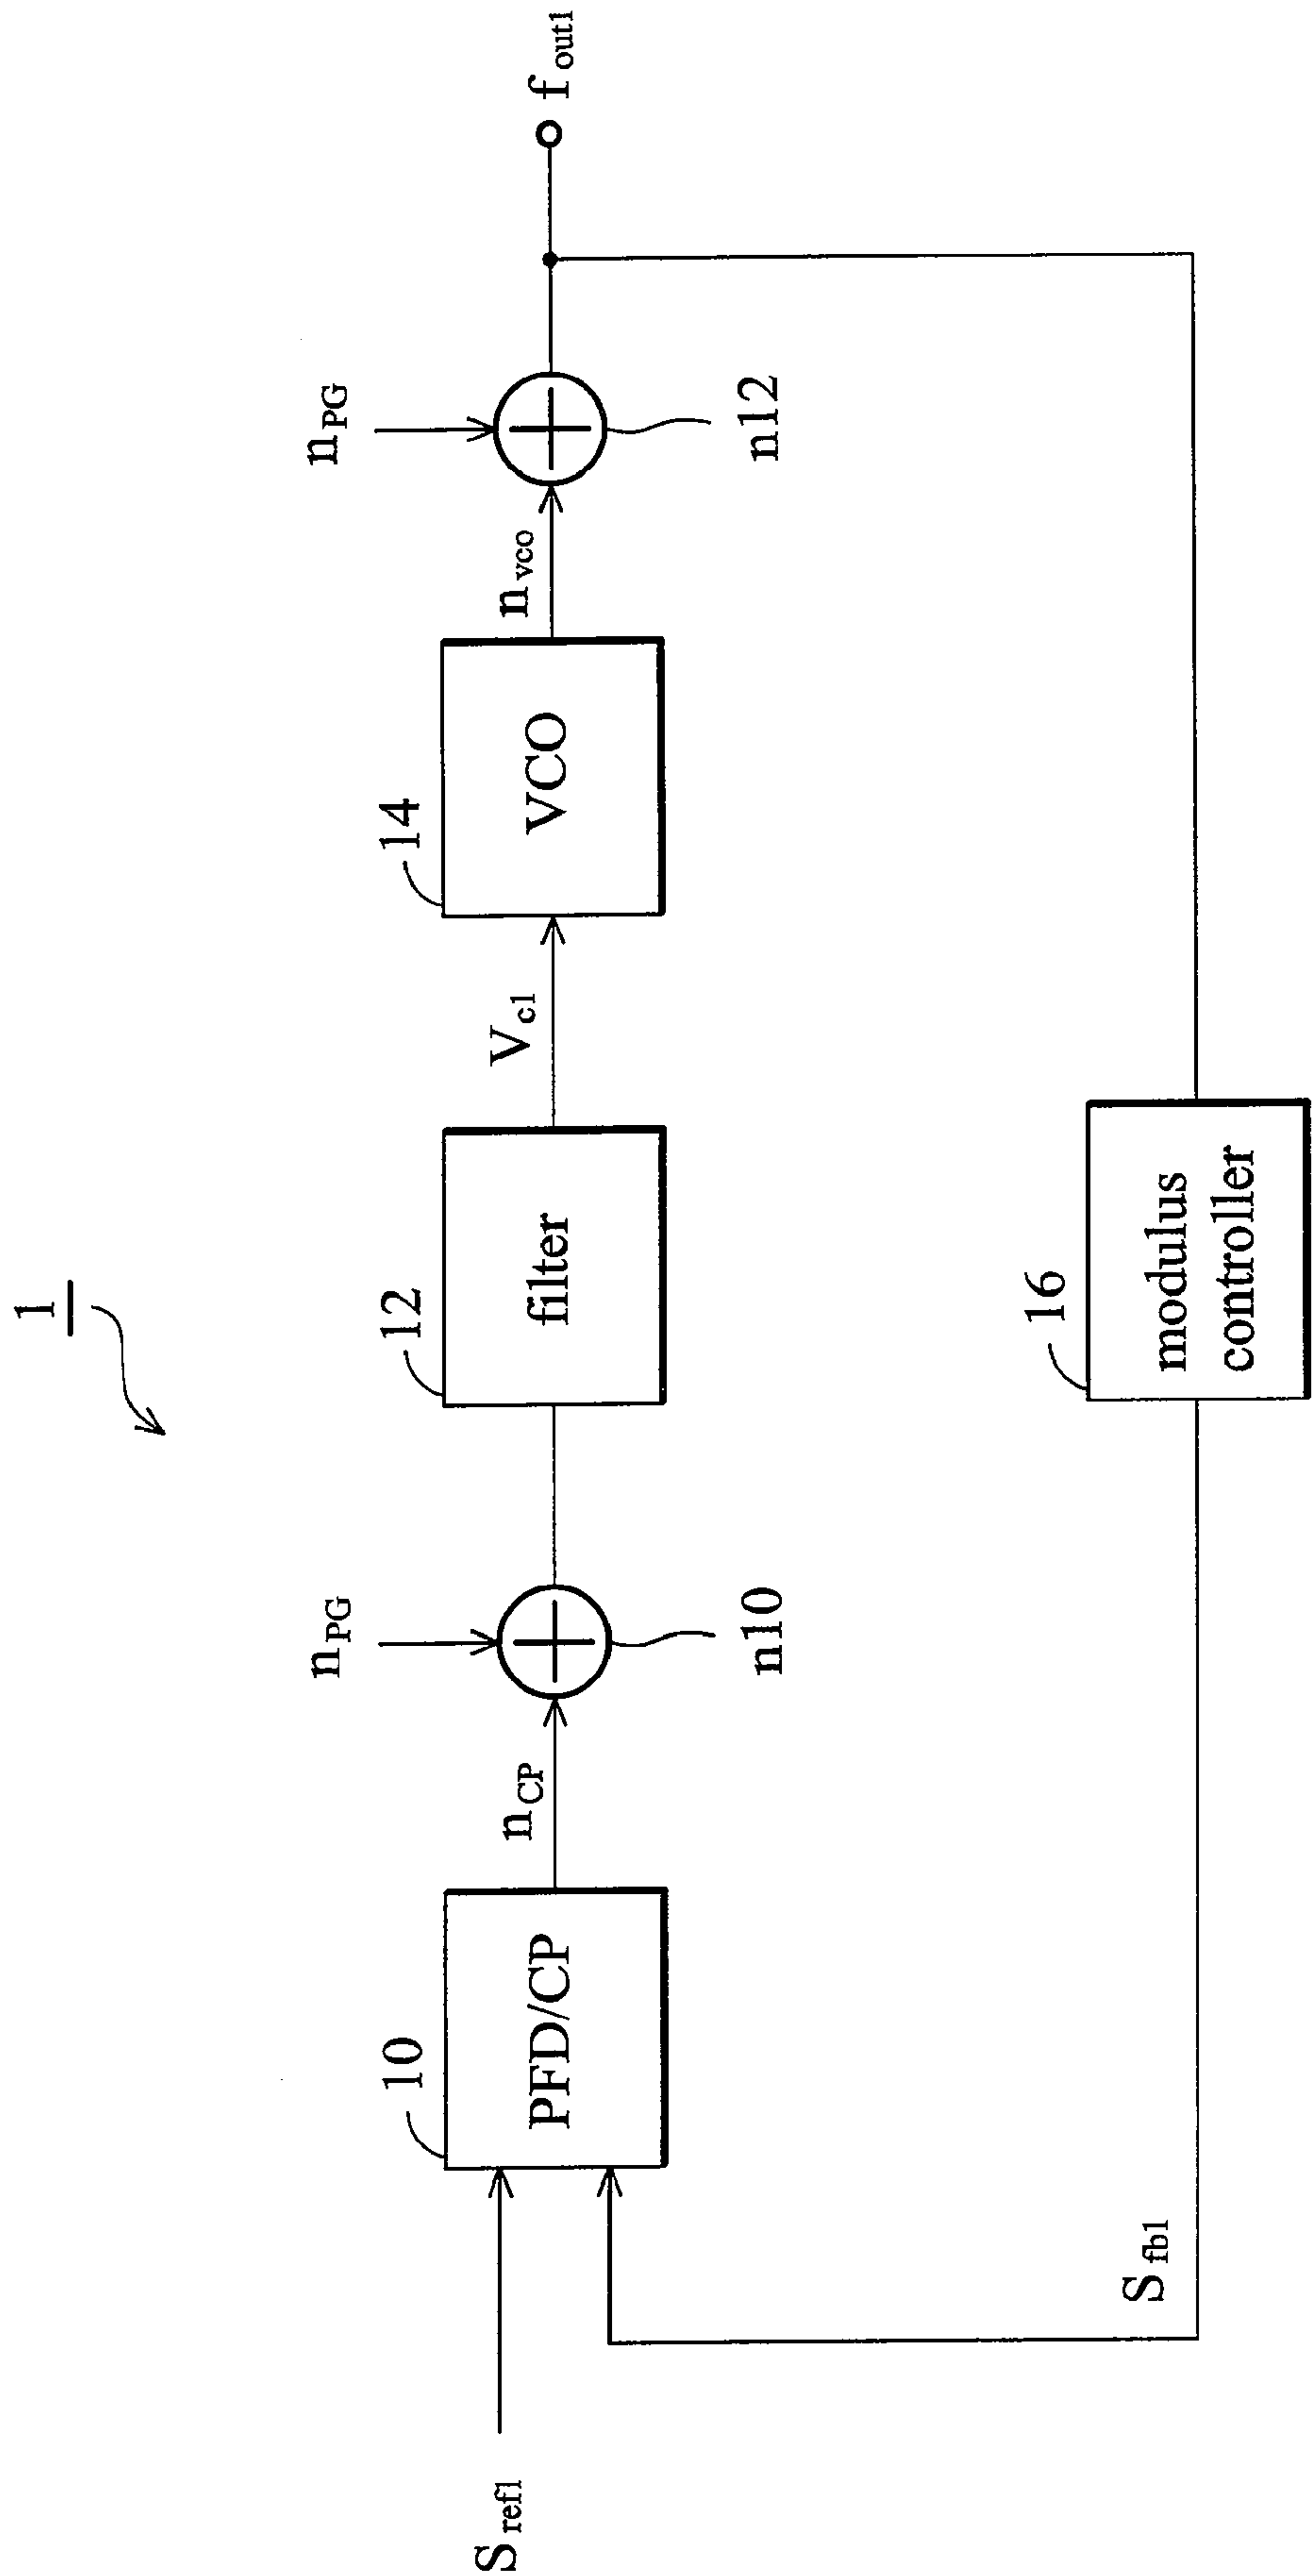 1
10
12
14
n_PG
n_PG
S_ref1
PFD/CP
n_CP
filter
V_c1
VCO
n_vco
f_out1
n10
n12
16
modulus
controller
S_fb1